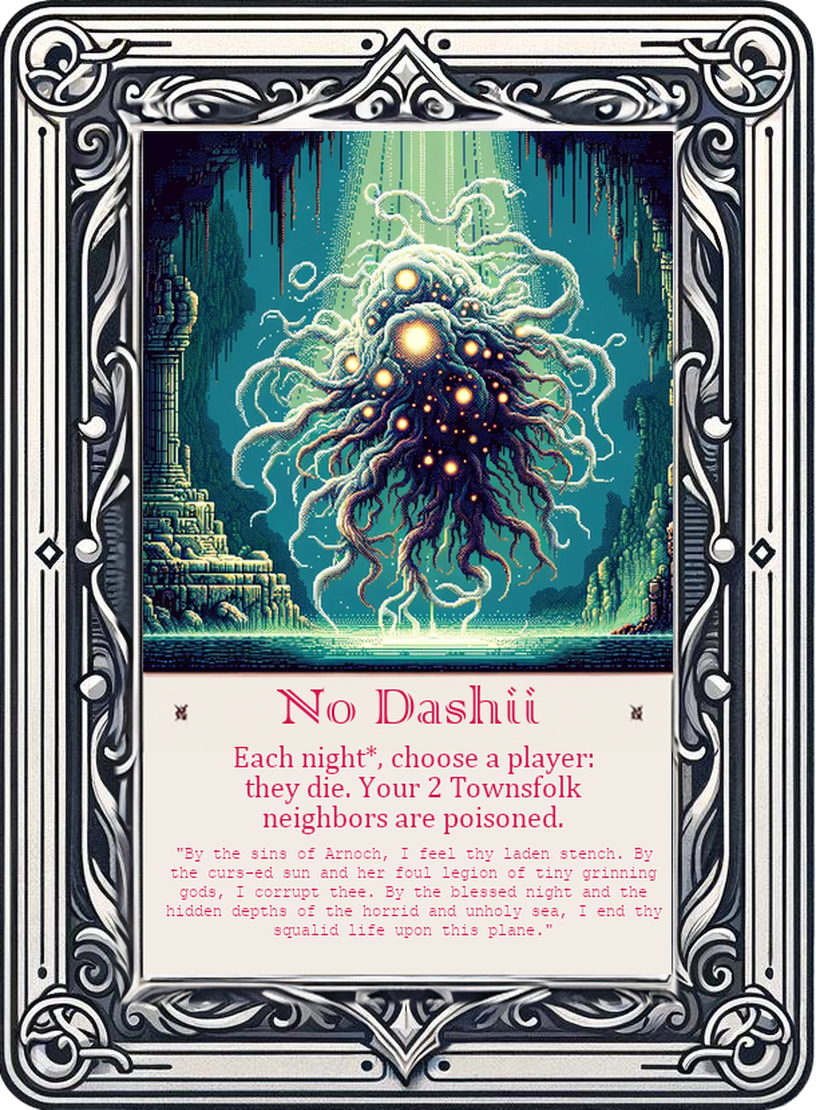 No Dashii
Each night*, choose a player:
they die. Your 2 Townsfolk
neighbors are poisoned.
"By the sins of Arnoch, I feel thy laden stench. By
the curs-ed sun and her foul legion of tiny grinning
gods, I corrupt thee. By the blessed night and the
hidden depths of the horrid and unholy sea, I end thy
squalid life upon this plane."